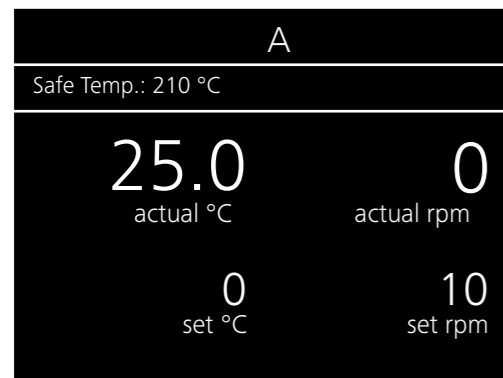 A
Safe Temp.: 210 °C
25.0 0
actual °C actual rpm
0 10
set °C set rpm